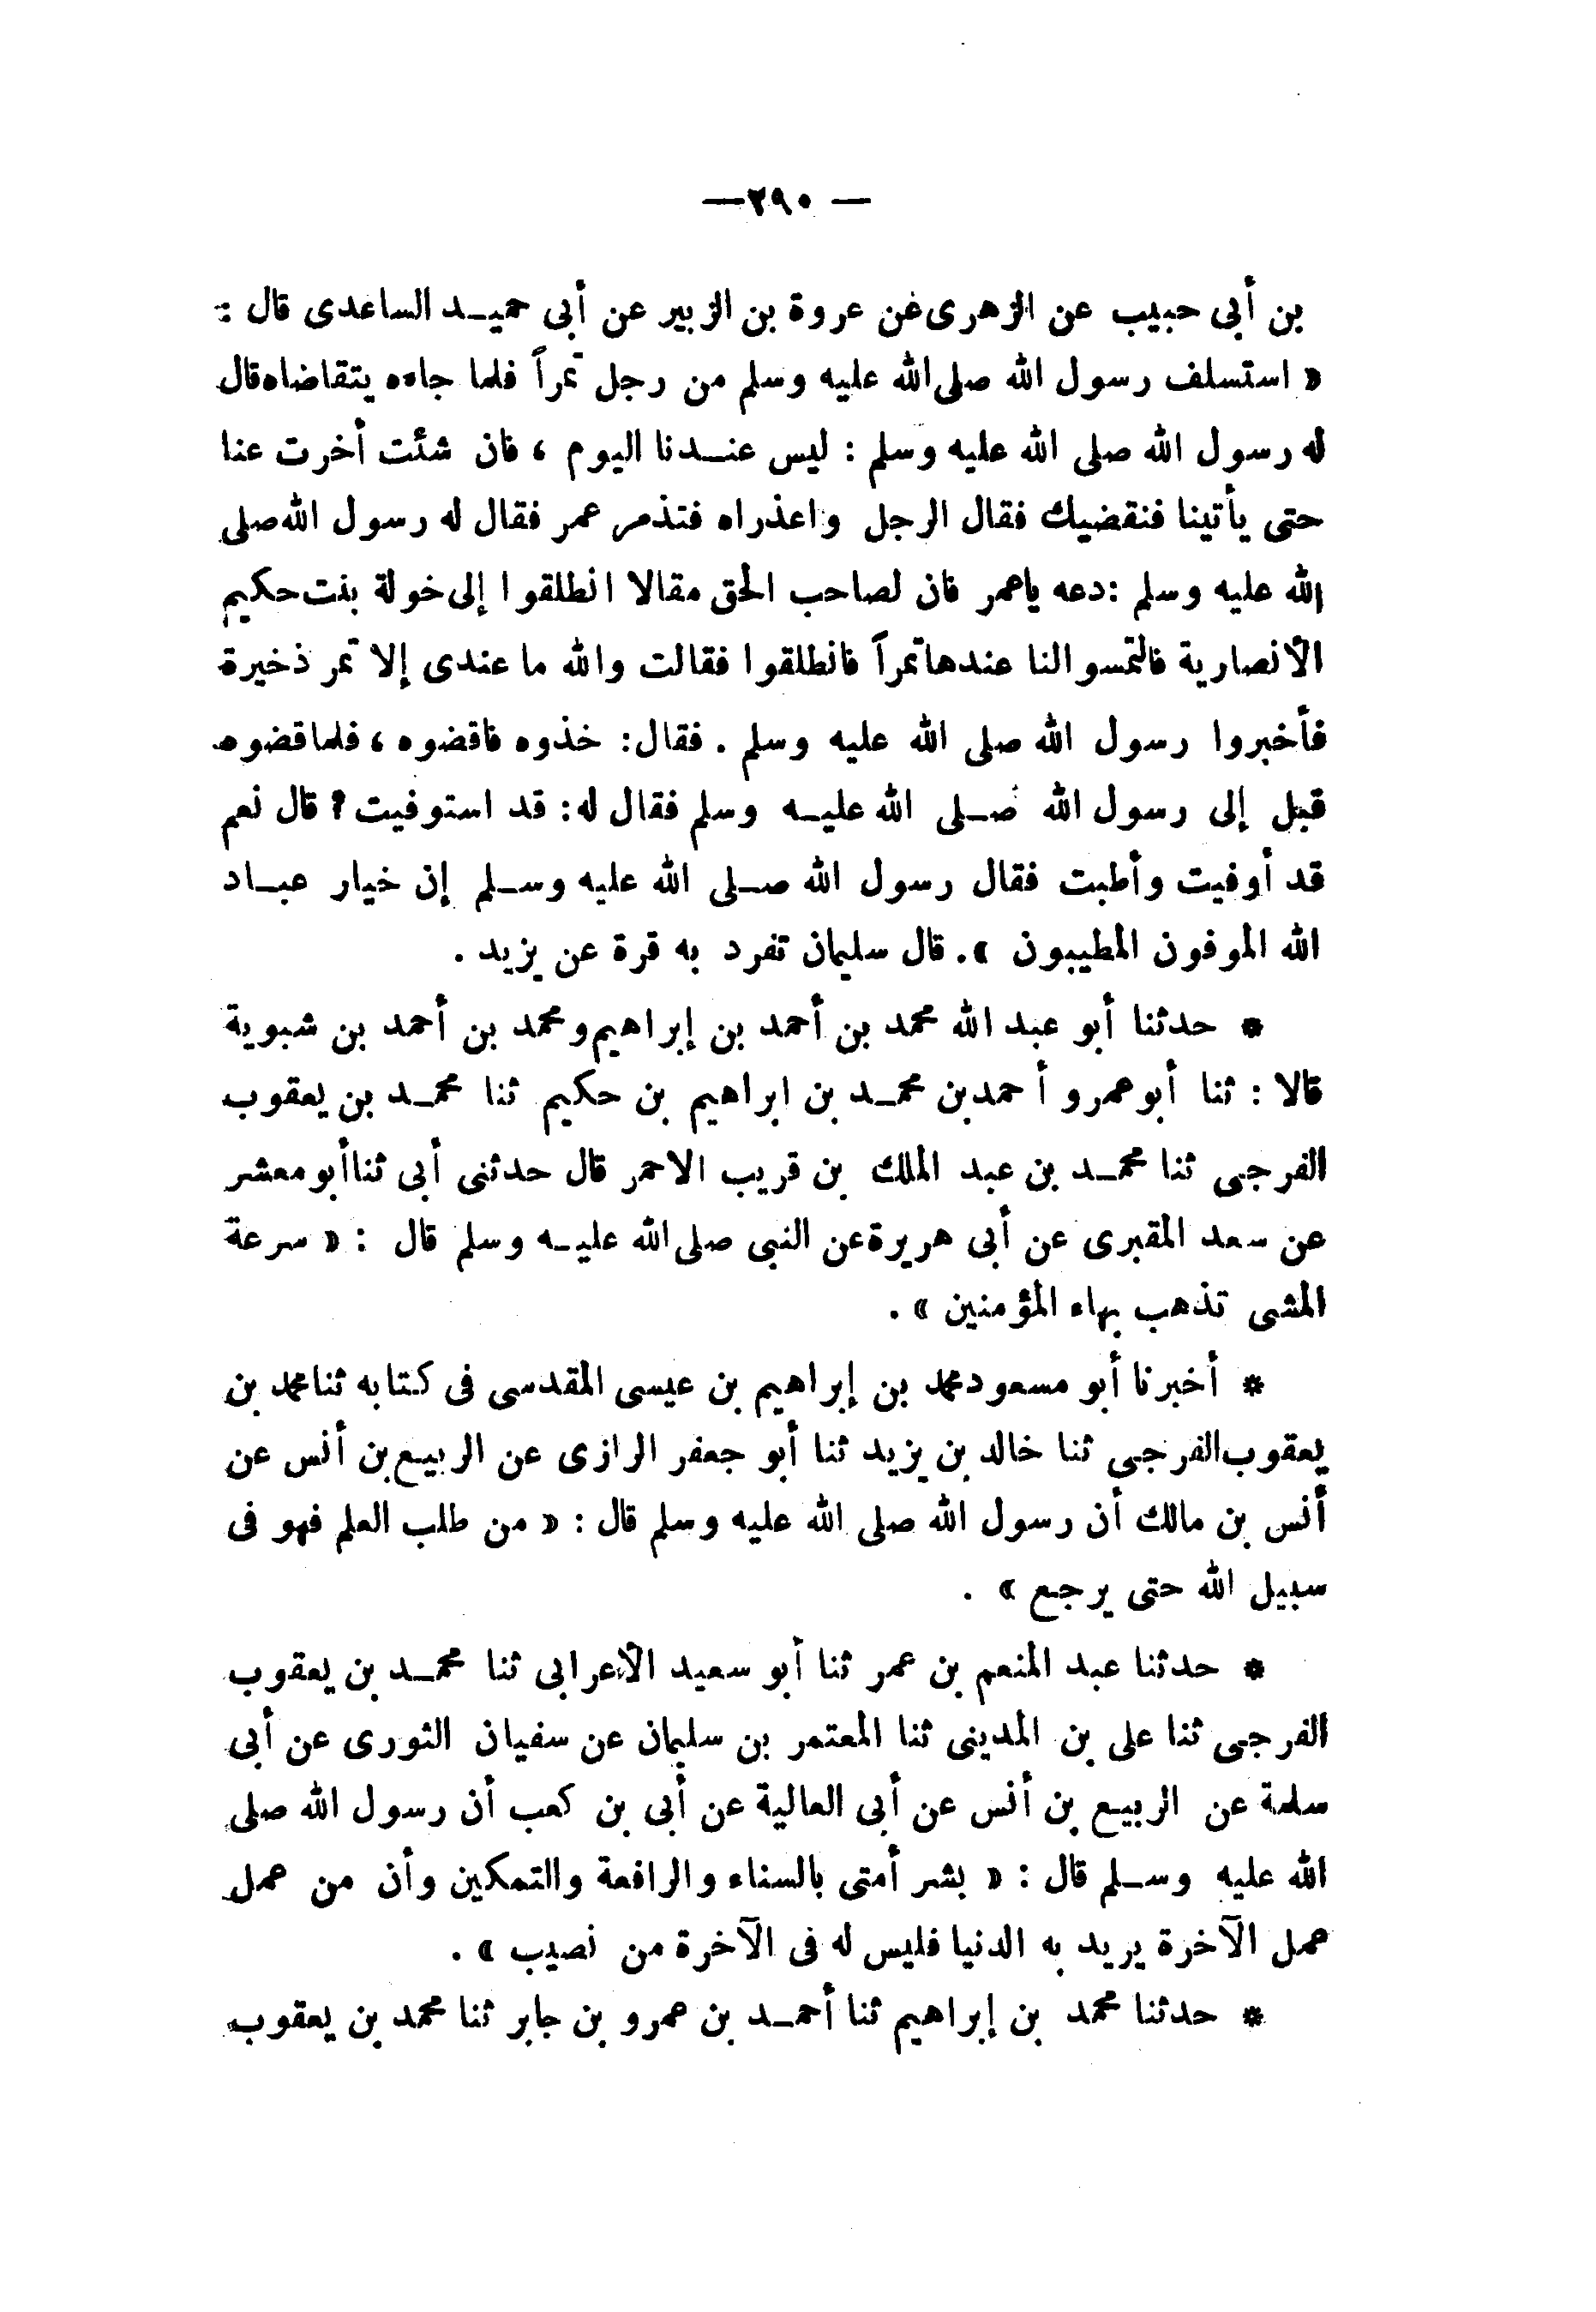 — ٢٩٠ —
بن أبى حبيب عن الزهرى عن عروة بن الزبير عن أبى حميد الساعدى قال :
« استسلف رسول الله صلى الله عليه وسلم من رجل تمراً فلما جاءه يتقاضاه قال
له رسول الله صلى الله عليه وسلم : ليس عندنا اليوم ، فان شئت أخرت عنا
حتى يأتينا فنقضيك فقال الرجل واعذراه فتذمر عمر فقال له رسول الله صلى
الله عليه وسلم : دعه ياعمر فان لصاحب الحق مقالا انطلقوا إلى خولة بنت حكيم
الأنصارية فالتمسوا لنا عندها تمراً فانطلقوا فقالت والله ما عندى إلا تمر ذخيرة
فأخبروا رسول الله صلى الله عليه وسلم . فقال : خذوه فاقضوه ، فلما قضوه
قبل إلى رسول الله صلى الله عليه وسلم فقال له : قد استوفيت ؟ قال نعم
قد أوفيت وأطبت فقال رسول الله صلى الله عليه وسلم إن خيار عباد
الله الموفون المطيبون » . قال سليمان تفرد به قرة عن يزيد .
* حدثنا أبو عبد الله محمد بن أحمد بن إبراهيم ومحمد بن أحمد بن شبوية
قالا : ثنا أبو عمرو أحمد بن محمد بن ابراهيم بن حكيم ثنا محمد بن يعقوب
الفرجى ثنا محمد بن عبد الملك بن قريب الاحمر قال حدثنى أبى ثنا أبو معشر
عن سعد المقبرى عن أبى هريرة عن النبى صلى الله عليه وسلم قال : « سرعة
المشى تذهب بهاء المؤمنين » .
* أخبرنا أبو مسعود محمد بن إبراهيم بن عيسى المقدسى فى كتابه ثنا محمد بن
يعقوب الفرجى ثنا خالد بن يزيد ثنا أبو جعفر الرازى عن الربيع بن أنس عن
أنس بن مالك أن رسول الله صلى الله عليه وسلم قال : « من طلب العلم فهو فى
سبيل الله حتى يرجع » .
* حدثنا عبد المنعم بن عمر ثنا أبو سعيد الأعرابى ثنا محمد بن يعقوب
الفرجى ثنا على بن المدينى ثنا المعتمر بن سليمان عن سفيان الثورى عن أبى
سلمة عن الربيع بن أنس عن أبى العالية عن أبى بن كعب أن رسول الله صلى
الله عليه وسلم قال : « بشر أمتى بالسناء والرافعة والتمكين وأن من عمل
عمل الآخرة يريد به الدنيا فليس له فى الآخرة من نصيب » .
* حدثنا محمد بن إبراهيم ثنا أحمد بن عمرو بن جابر ثنا محمد بن يعقوب